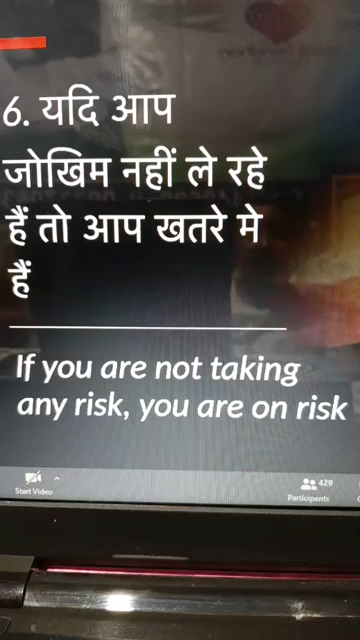 6. यदि आप
जोखिम नहीं ले रहे
हैं तो आप खतरे मे
हैं
If you are not taking
any risk, you are on risk
Start Video
429
Participants